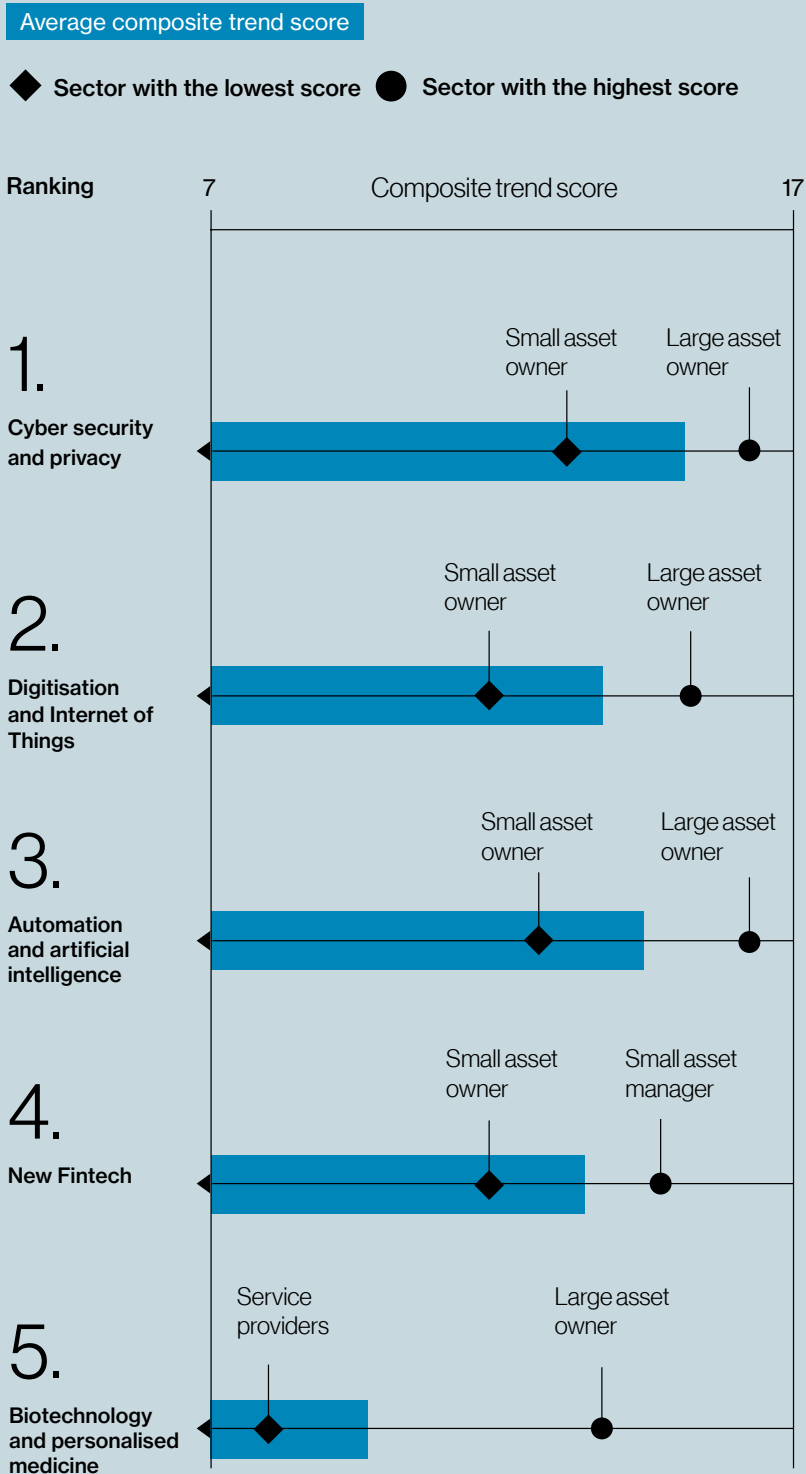 Average composite trend score
Sector with the lowest score
Sector with the highest score
Ranking
7
Composite trend score
17
1.
Cyber security
and privacy
Small asset
owner
Large asset
owner
2.
Digitisation
and Internet of
Things
Small asset
owner
Large asset
owner
3.
Automation
and artificial
intelligence
Small asset
owner
Large asset
owner
4.
New Fintech
Small asset
owner
Small asset
manager
5.
Biotechnology
and personalised
medicine
Service
providers
Large asset
owner